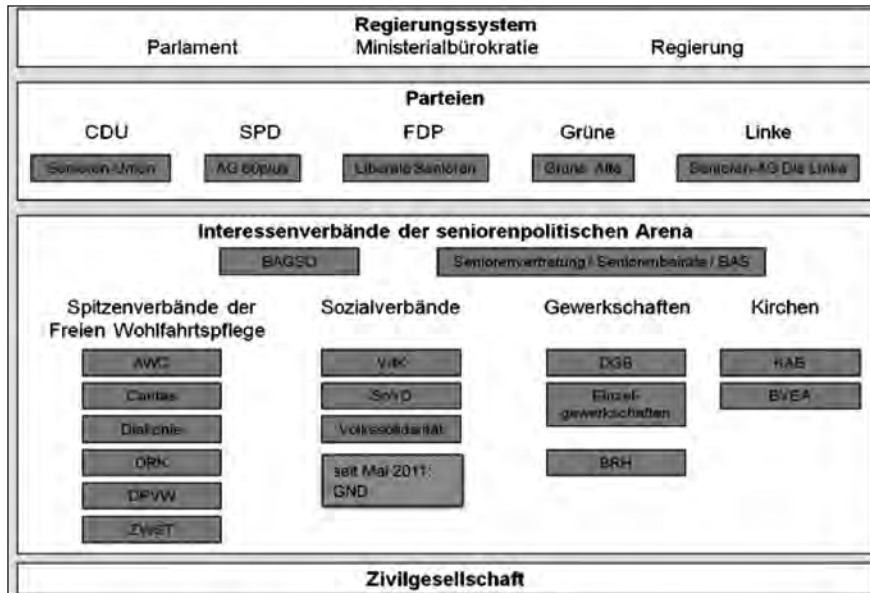 Regierungssystem
Parlament Ministerialbürokratie Regierung
Parteien
CDU SPD FDP Grüne Linke
Senioren-Union AG 60plus Liberale Senioren Grüne Alte Senioren-AG Die Linke
Interessenverbände der seniorenpolitischen Arena
BAGSO Seniorenvertretung / Seniorenbeiräte / BAS
Spitzenverbände der
Freien Wohlfahrtspflege
Sozialverbände Gewerkschaften Kirchen
AWO VdK DGB KAB
Caritas SoVD Einzel-
gewerkschaften
BVEA
Diakonie Volkssolidarität
DRK
seit Mai 2011:
GND
BRH
DPVW
ZWST
Zivilgesellschaft